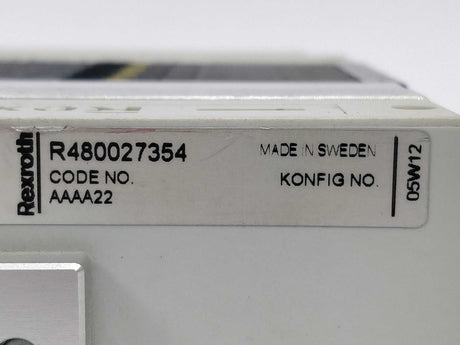 Rexroth
R480027354
CODE NO.
AAAA22
MADE IN SWEDEN
KONFIG NO.
05W12